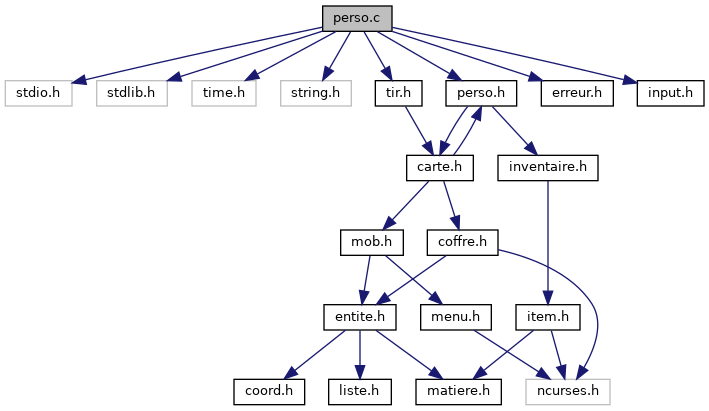 perso.c
stdio.h
stdlib.h
time.h
string.h
tir.h
perso.h
erreur.h
input.h
carte.h
inventaire.h
mob.h
coffre.h
entite.h
menu.h
item.h
coord.h
liste.h
matiere.h
ncurses.h